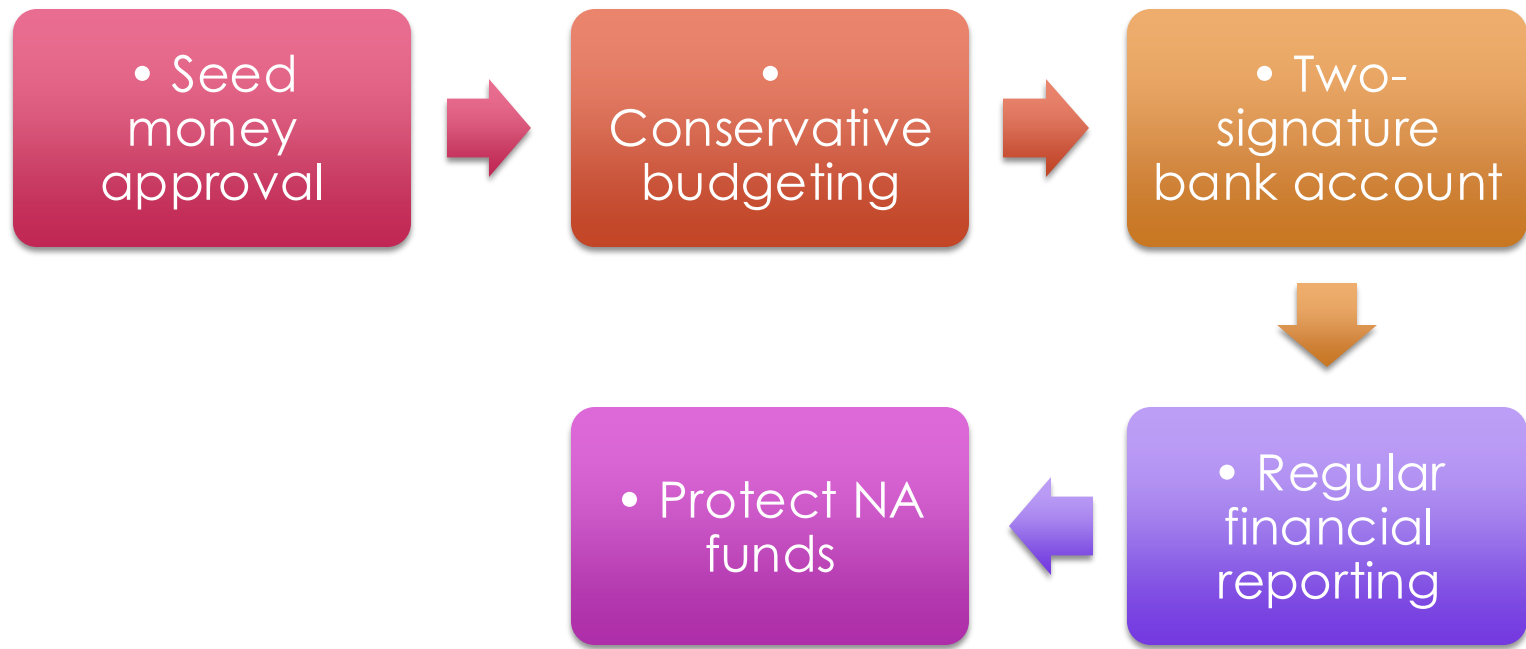 • Seed
money
approval
•
Conservative
budgeting
• Two-
signature
bank account
• Regular
financial
reporting
• Protect NA
funds